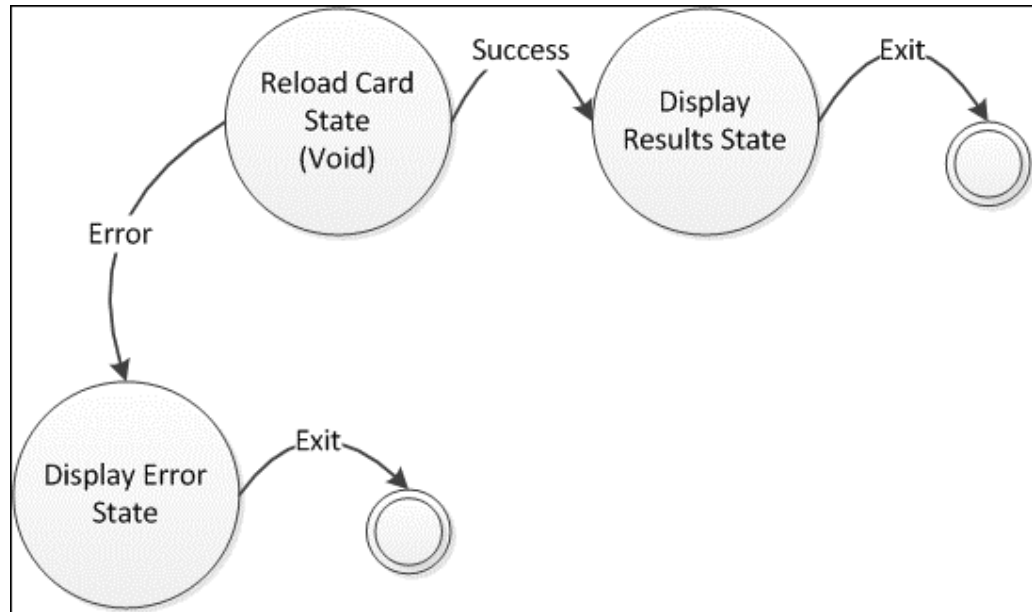 Reload Card
State
(Void)
Success
Display
Results State
Exit
Error
Display Error
State
Exit